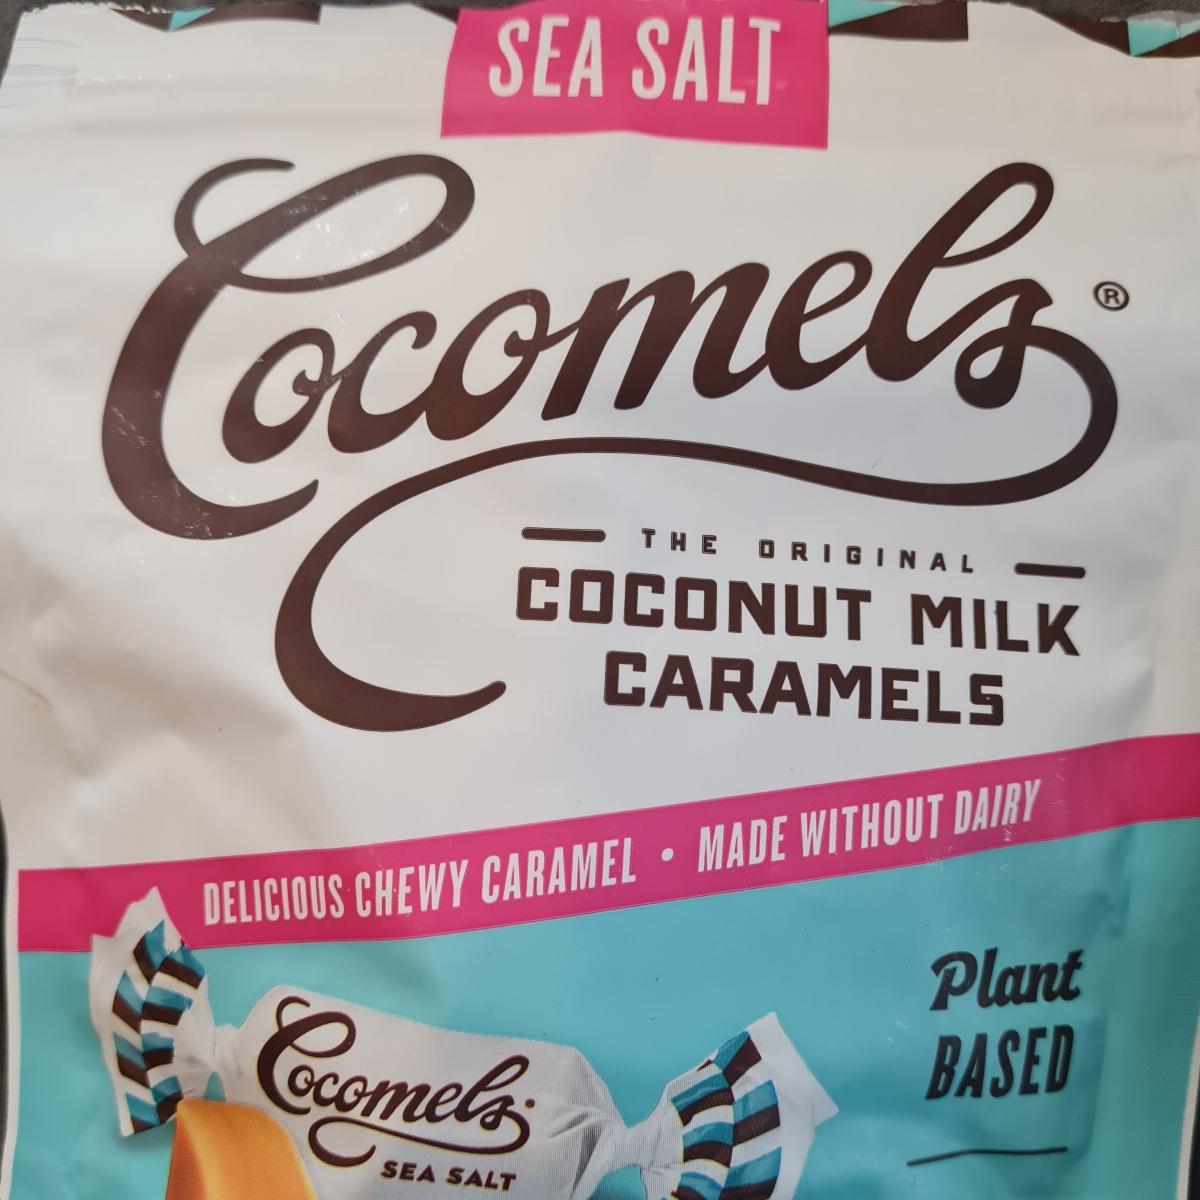 SEA SALT
Cocomels®
THE ORIGINAL
COCONUT MILK
CARAMELS
DELICIOUS CHEWY CARAMEL • MADE WITHOUT DAIRY
Plant
BASED
Cocomels
SEA SALT